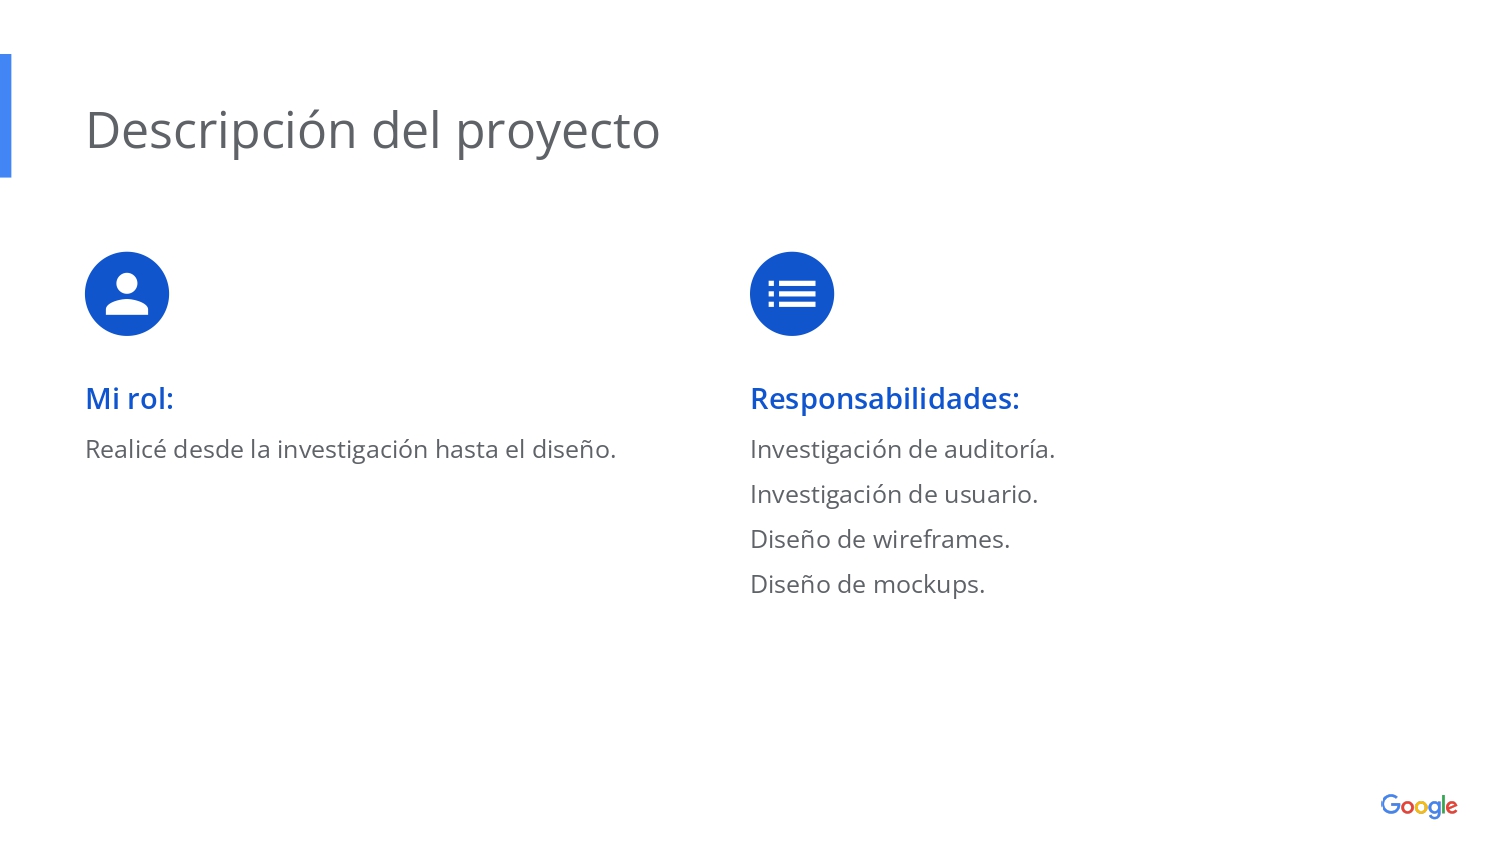 Descripción del proyecto
Mi rol:
Realicé desde la investigación hasta el diseño.
Responsabilidades:
Investigación de auditoría.
Investigación de usuario.
Diseño de wireframes.
Diseño de mockups.
Google